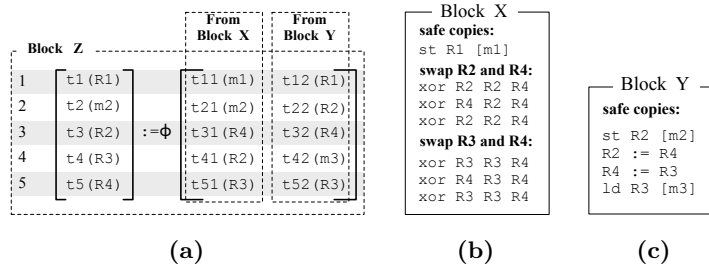 From Block X
From Block Y
Block Z
1 t1(R1) t11(m1) t12(R1)
2 t2(m2) t21(m2) t22(R2)
3 t3(R2) :=ϕ t31(R4) t32(R4)
4 t4(R3) t41(R2) t42(m3)
5 t5(R4) t51(R3) t52(R3)
(a)
Block X
safe copies:
st R1 [m1]
swap R2 and R4:
xor R2 R2 R4
xor R4 R2 R4
xor R2 R2 R4
swap R3 and R4:
xor R3 R3 R4
xor R4 R3 R4
xor R3 R3 R4
(b)
Block Y
safe copies:
st R2 [m2]
R2 := R4
R4 := R3
ld R3 [m3]
(c)